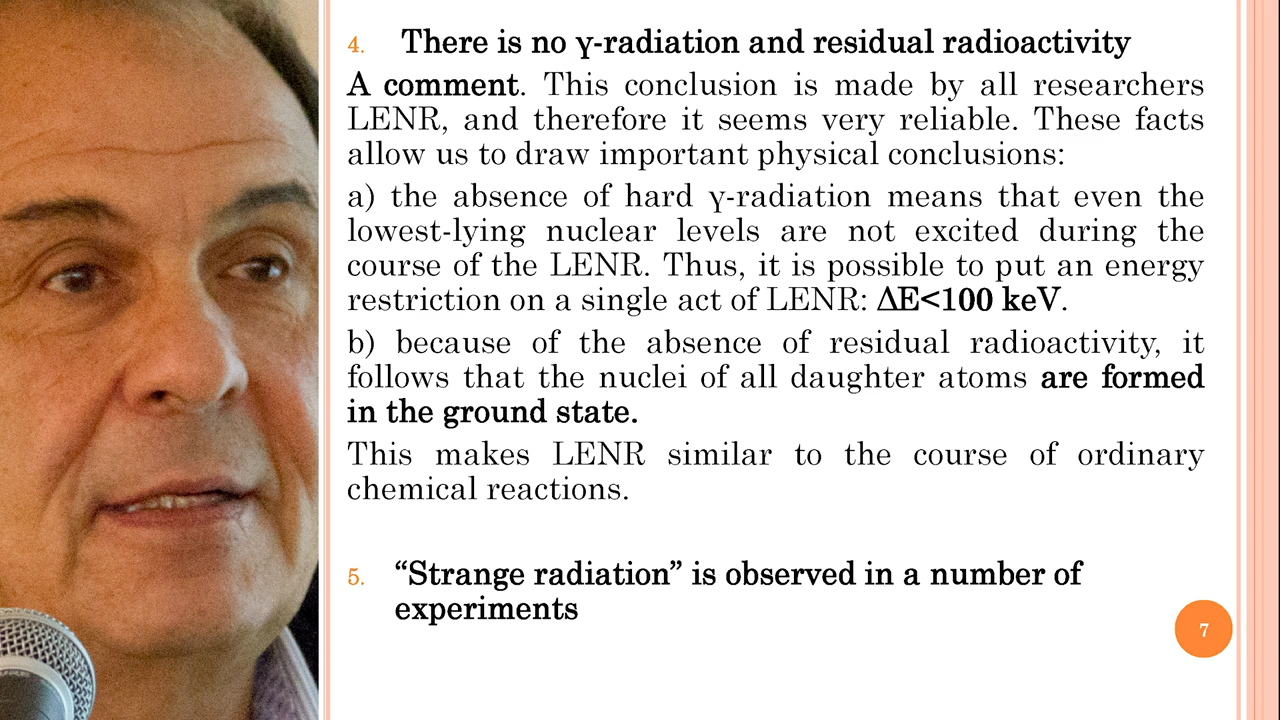 4. There is no γ-radiation and residual radioactivity
A comment. This conclusion is made by all researchers
LENR, and therefore it seems very reliable. These facts
allow us to draw important physical conclusions:
a) the absence of hard γ-radiation means that even the
lowest-lying nuclear levels are not excited during the
course of the LENR. Thus, it is possible to put an energy
restriction on a single act of LENR: ΔE<100 keV.
b) because of the absence of residual radioactivity, it
follows that the nuclei of all daughter atoms are formed
in the ground state.
This makes LENR similar to the course of ordinary
chemical reactions.
5. “Strange radiation” is observed in a number of
experiments
7